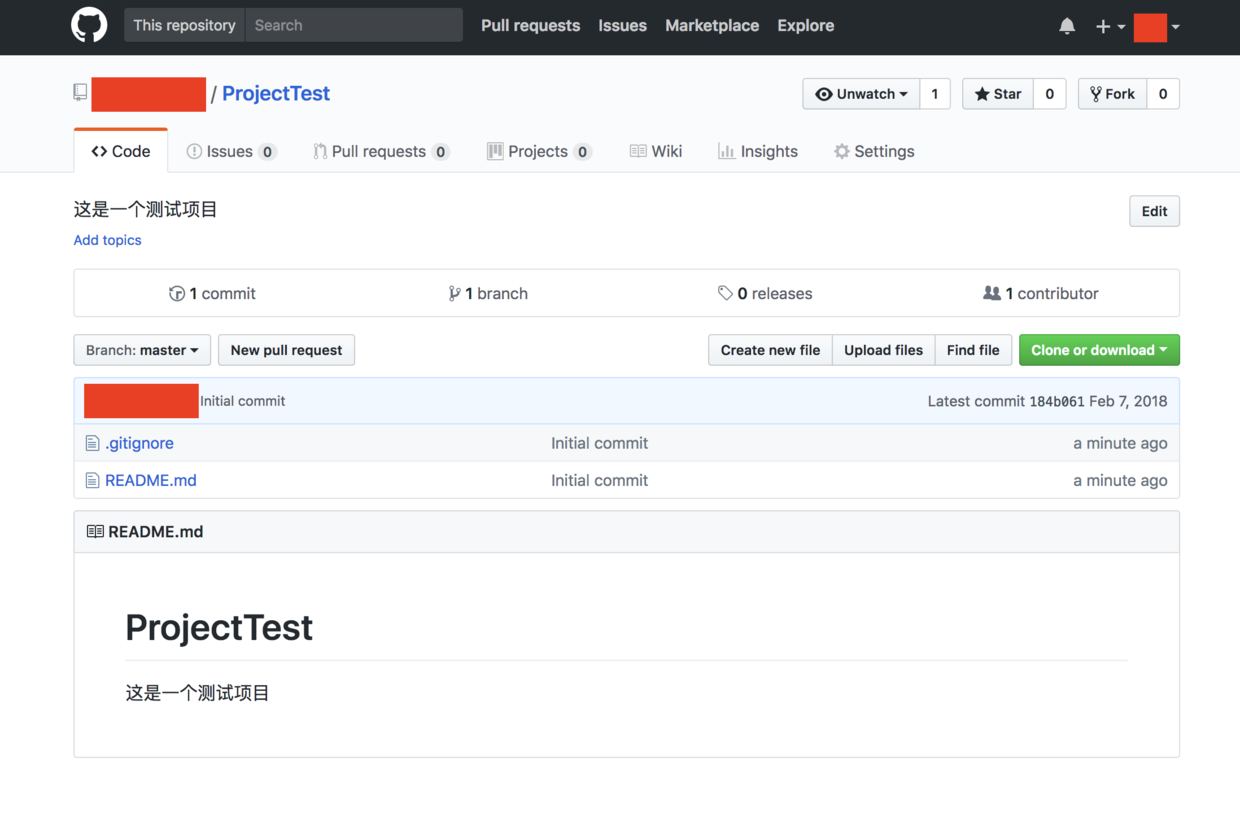 This repository Search Pull requests Issues Marketplace Explore
/ ProjectTest Unwatch 1 Star 0 Fork 0
Code Issues 0 Pull requests 0 Projects 0 Wiki Insights Settings
这是一个测试项目 Edit
Add topics
1 commit 1 branch 0 releases 1 contributor
Branch: master New pull request Create new file Upload files Find file Clone or download
Initial commit Latest commit 184b061 Feb 7, 2018
.gitignore Initial commit a minute ago
README.md Initial commit a minute ago
README.md
ProjectTest
这是一个测试项目